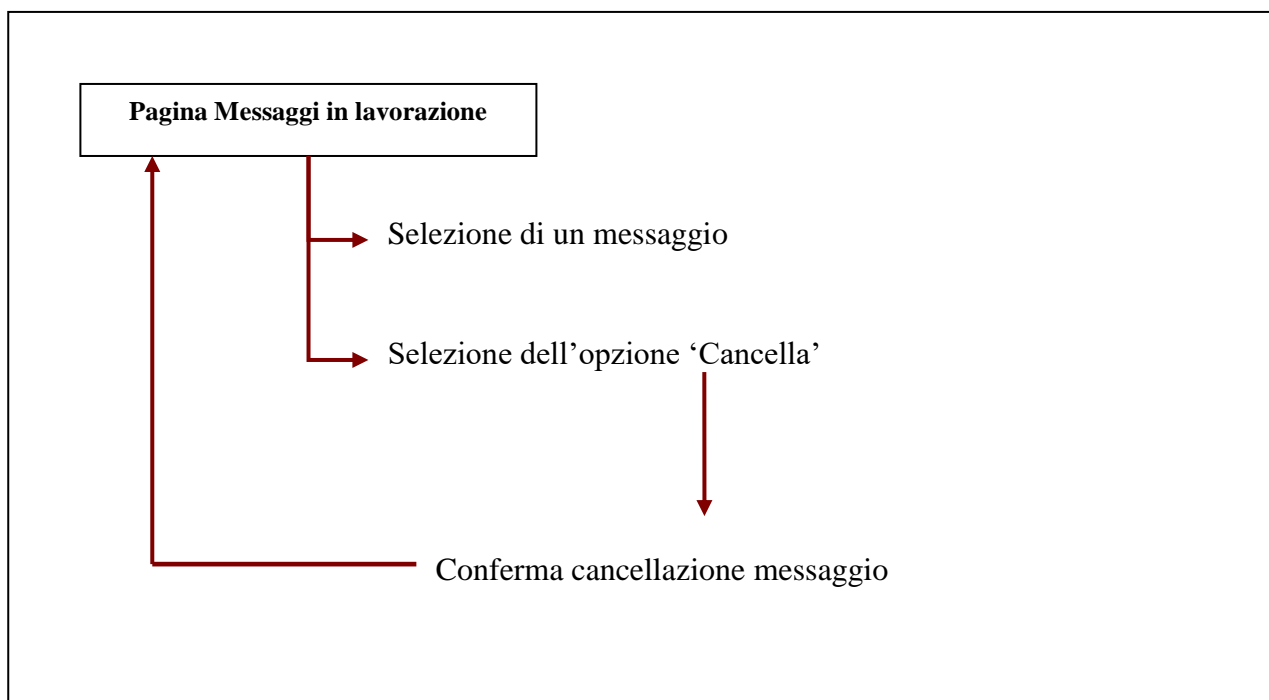 Pagina Messaggi in lavorazione
Selezione di un messaggio
Selezione dell’opzione ‘Cancella’
Conferma cancellazione messaggio